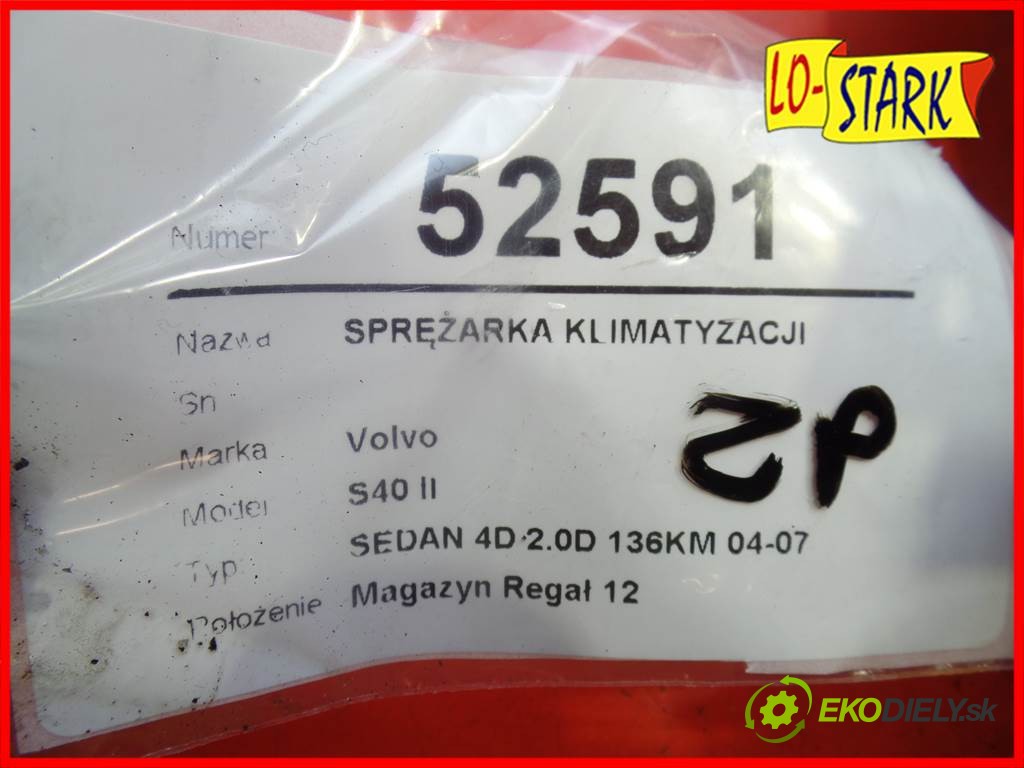 LO-STARK
Numer 52591
Nazwa SPRĘŻARKA KLIMATYZACJI
Sn
Marka Volvo
Model S40 II
Typ SEDAN 4D 2.0D 136KM 04-07
Położenie Magazyn Regał 12
ZP
EKODIELY.sk